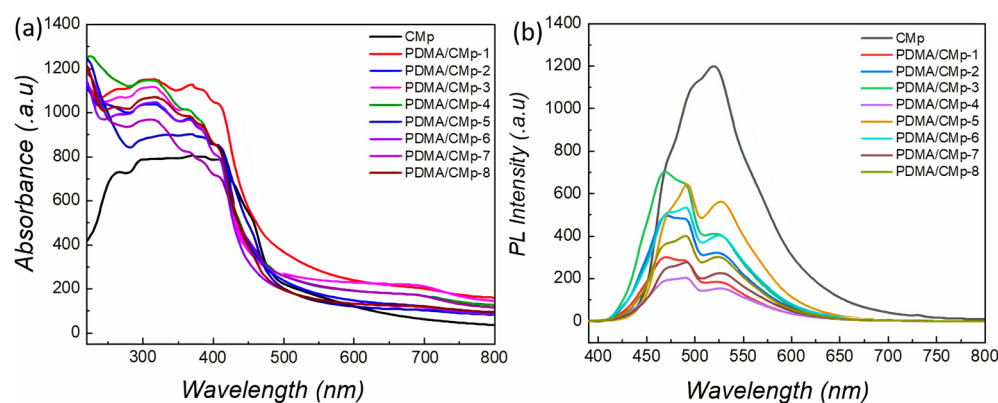 (a)
1400
1200
1000
800
600
400
200
0
Absorbance (.a.u)
300 400 500 600 700 800
Wavelength (nm)
CMp
PDMA/CMp-1
PDMA/CMp-2
PDMA/CMp-3
PDMA/CMp-4
PDMA/CMp-5
PDMA/CMp-6
PDMA/CMp-7
PDMA/CMp-8
(b)
1400
1200
1000
800
600
400
200
0
PL Intensity (.a.u)
400 450 500 550 600 650 700 750 800
Wavelength (nm)
CMp
PDMA/CMp-1
PDMA/CMp-2
PDMA/CMp-3
PDMA/CMp-4
PDMA/CMp-5
PDMA/CMp-6
PDMA/CMp-7
PDMA/CMp-8